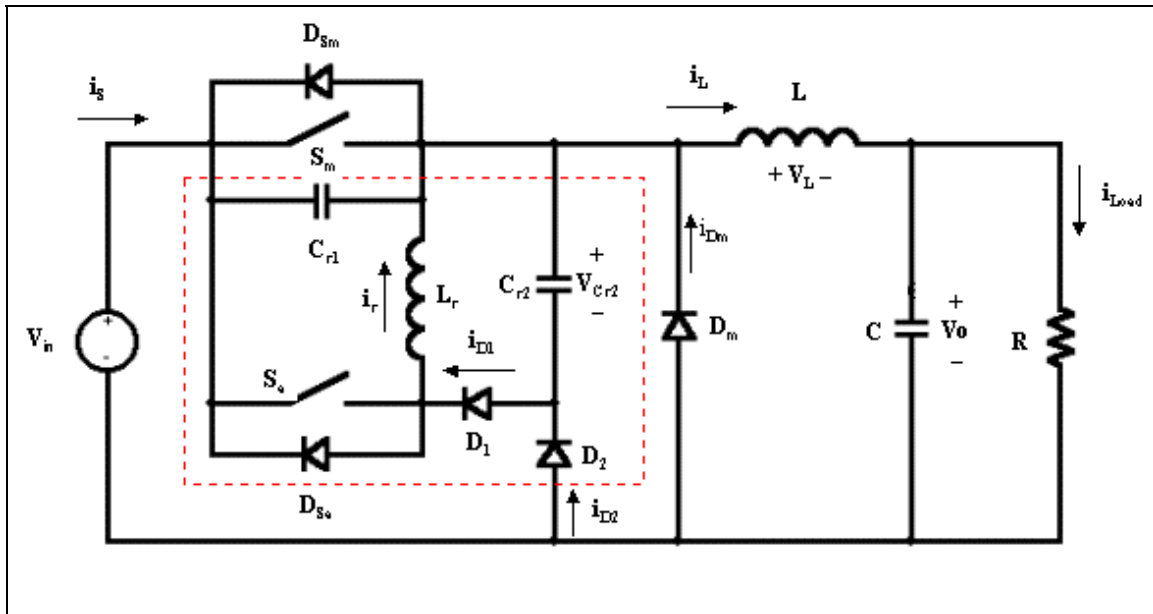 D_Sm
i_S
i_L
L
S_m
+ V_L –
i_Load
C_r1
i_r
L_r
C_r2
+
V_Cr2
–
i_Dm
V_in
+
-
i_D1
D_m
C
+
Vo
–
R
S_a
D_1
D_2
D_Sa
i_D2